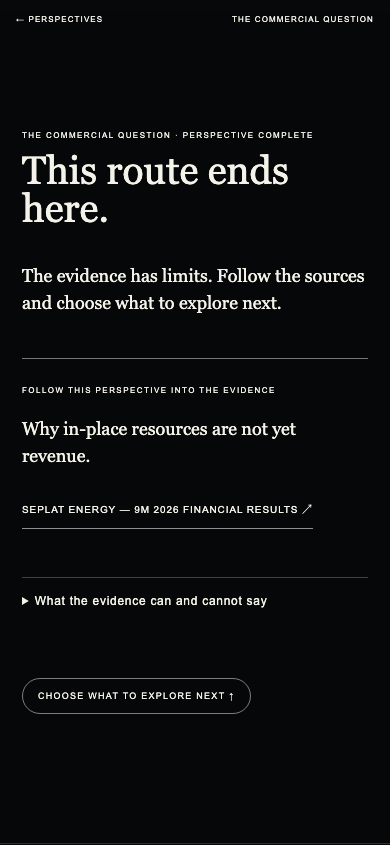 ← PERSPECTIVES
THE COMMERCIAL QUESTION
THE COMMERCIAL QUESTION · PERSPECTIVE COMPLETE
This route ends
here.
The evidence has limits. Follow the sources
and choose what to explore next.
FOLLOW THIS PERSPECTIVE INTO THE EVIDENCE
Why in-place resources are not yet
revenue.
SEPLAT ENERGY — 9M 2026 FINANCIAL RESULTS ↗
▶ What the evidence can and cannot say
CHOOSE WHAT TO EXPLORE NEXT ↑